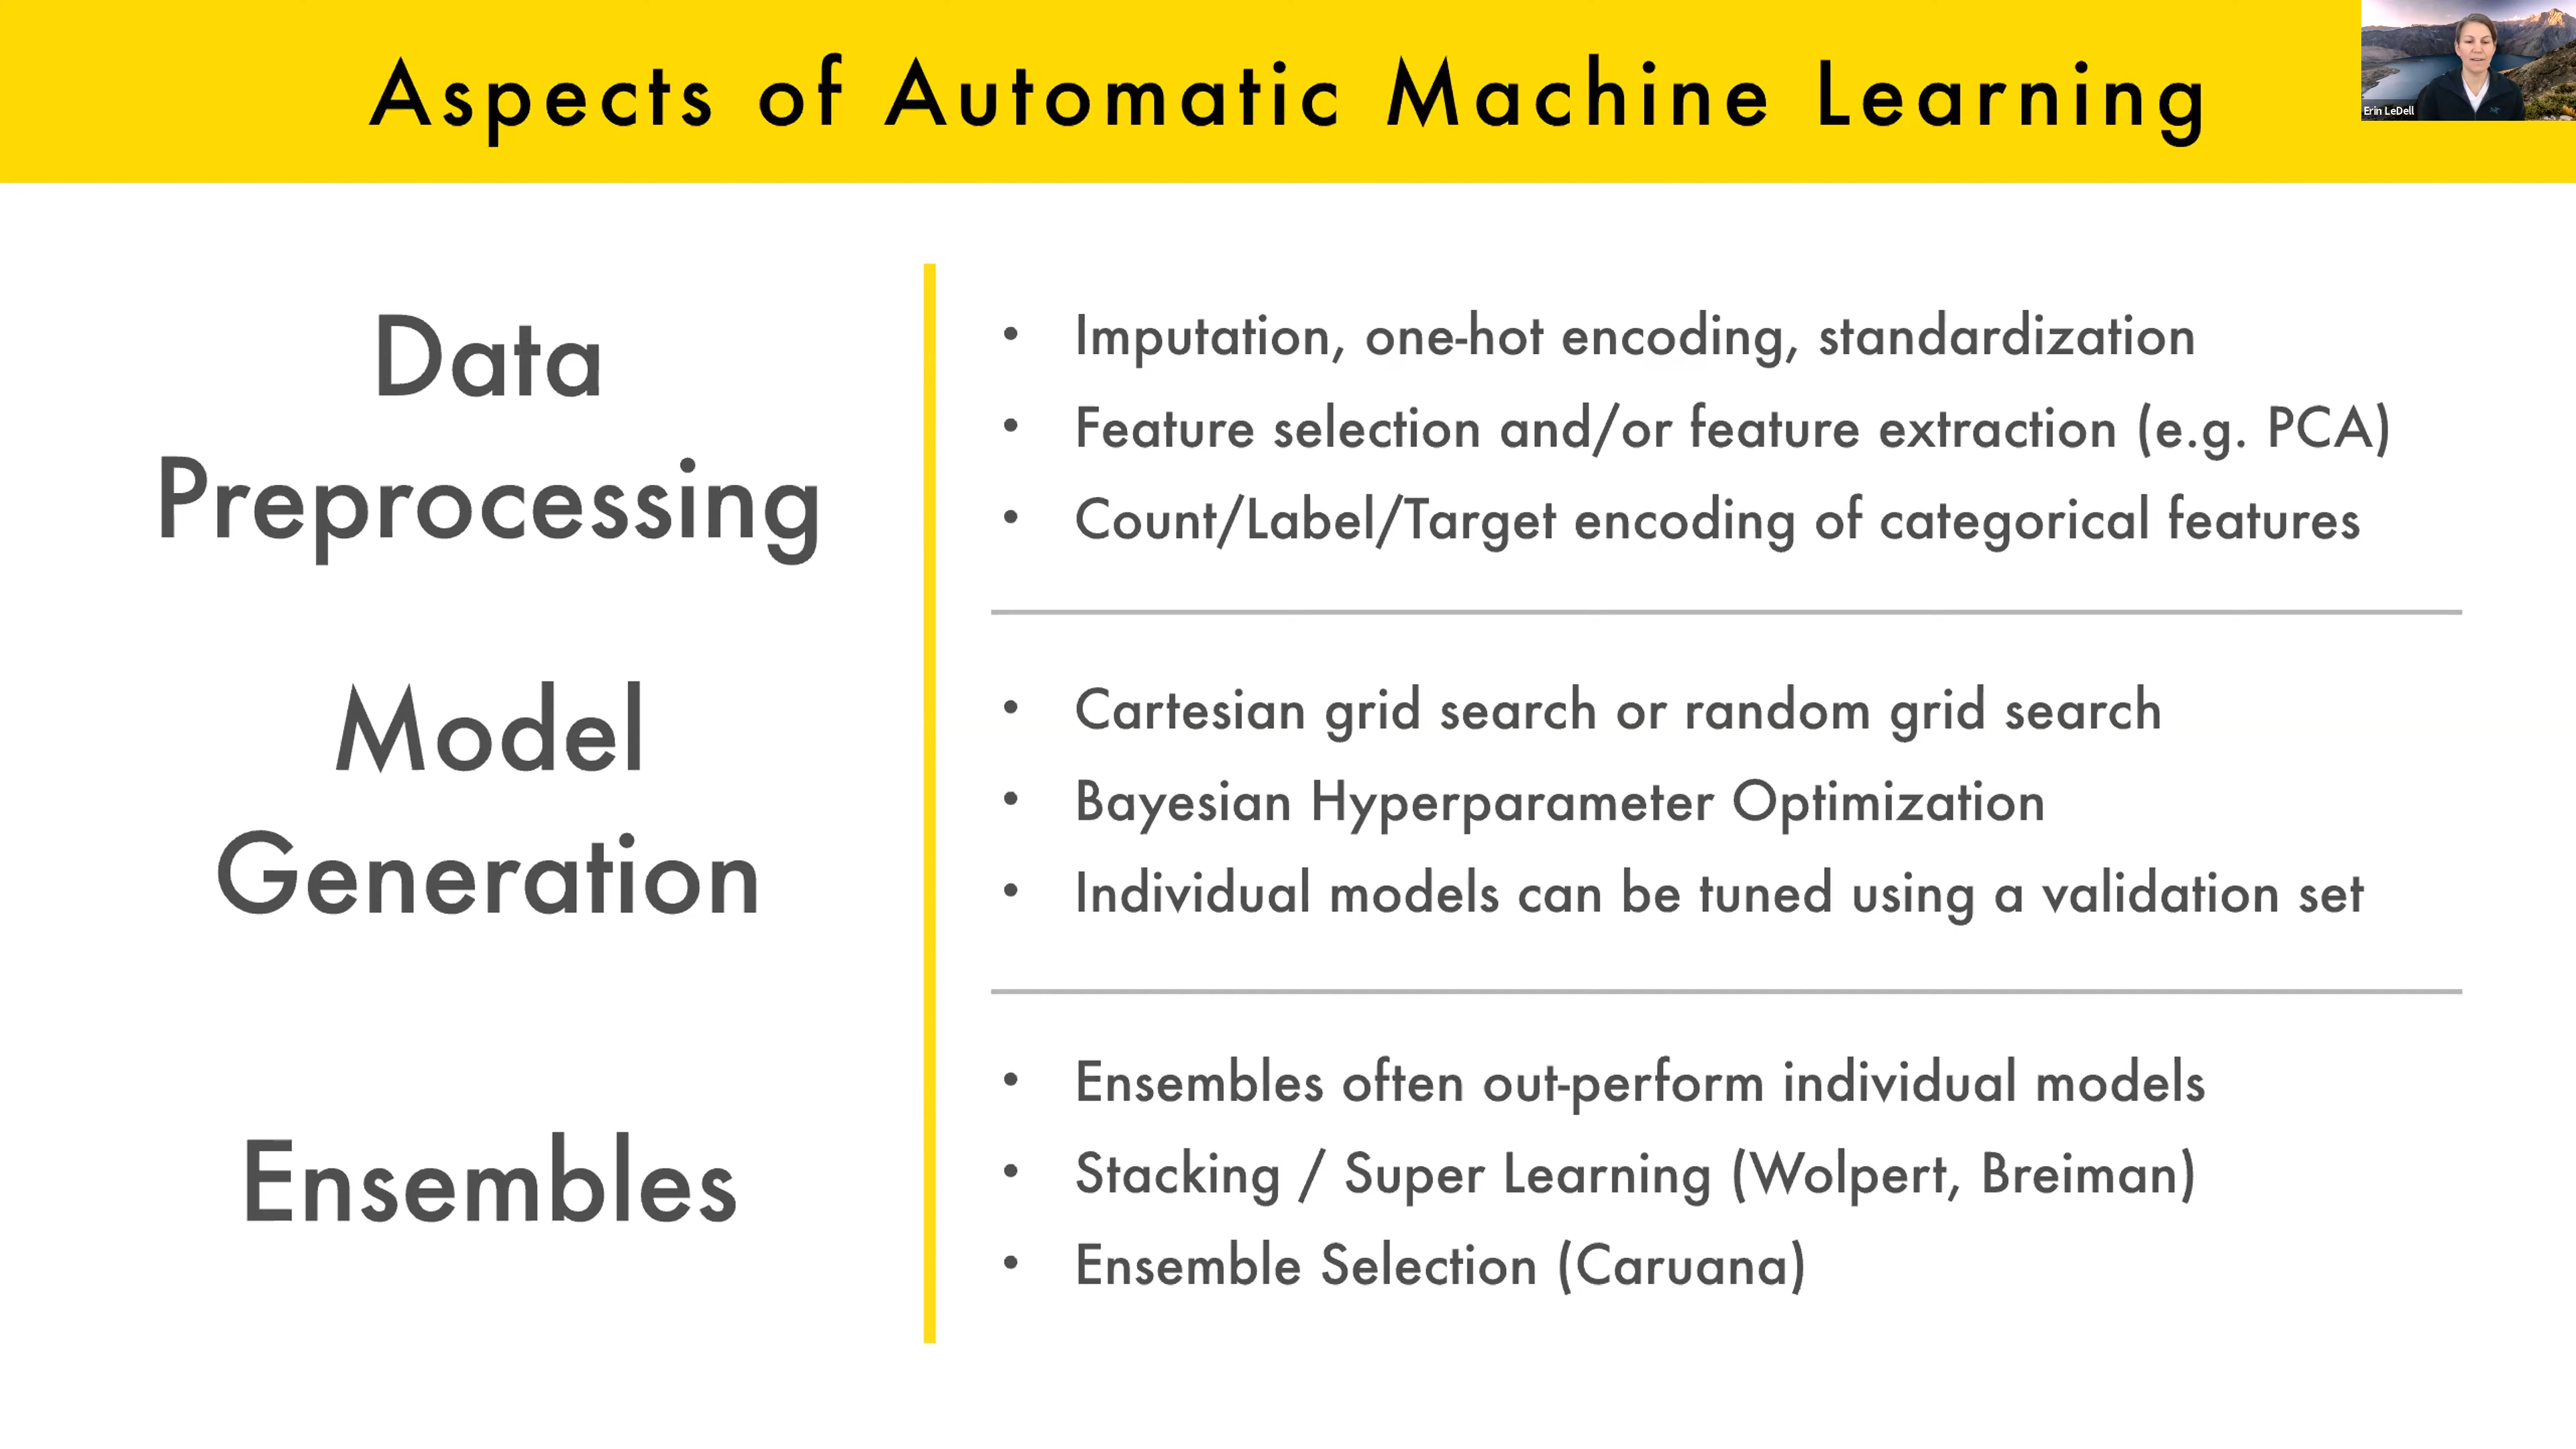 Aspects of Automatic Machine Learning
Erin LeDell
Data
Preprocessing
• Imputation, one-hot encoding, standardization
• Feature selection and/or feature extraction (e.g. PCA)
• Count/Label/Target encoding of categorical features
Model
Generation
• Cartesian grid search or random grid search
• Bayesian Hyperparameter Optimization
• Individual models can be tuned using a validation set
Ensembles
• Ensembles often out-perform individual models
• Stacking / Super Learning (Wolpert, Breiman)
• Ensemble Selection (Caruana)